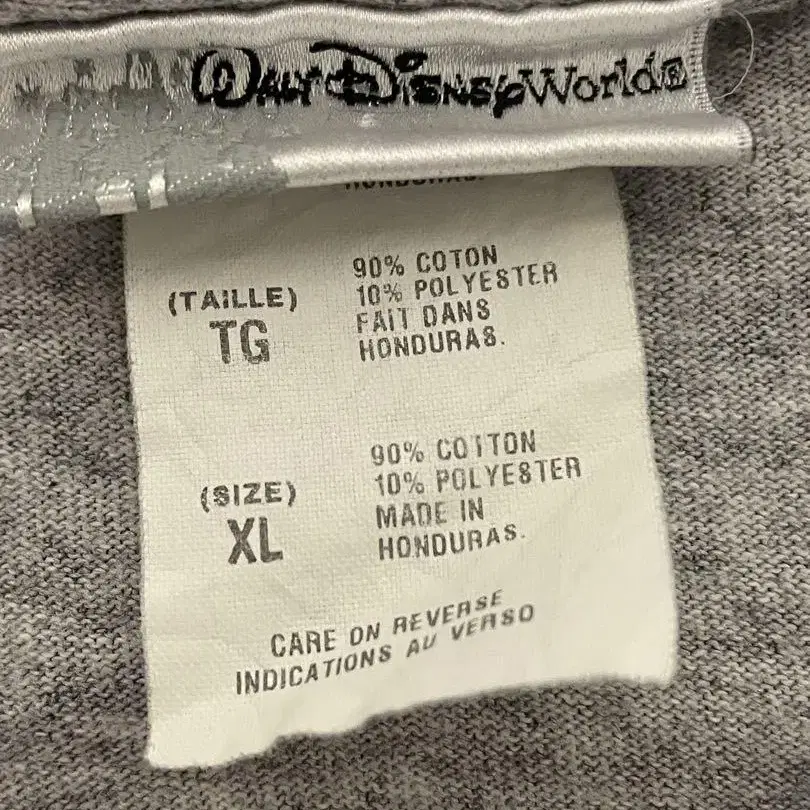 Walt Disney World®
HONDURAS.
(TAILLE)
TG
90% COTON
10% POLYESTER
FAIT DANS
HONDURAS.
(SIZE)
XL
90% COTTON
10% POLYESTER
MADE IN
HONDURAS.
CARE ON REVERSE
INDICATIONS AU VERSO